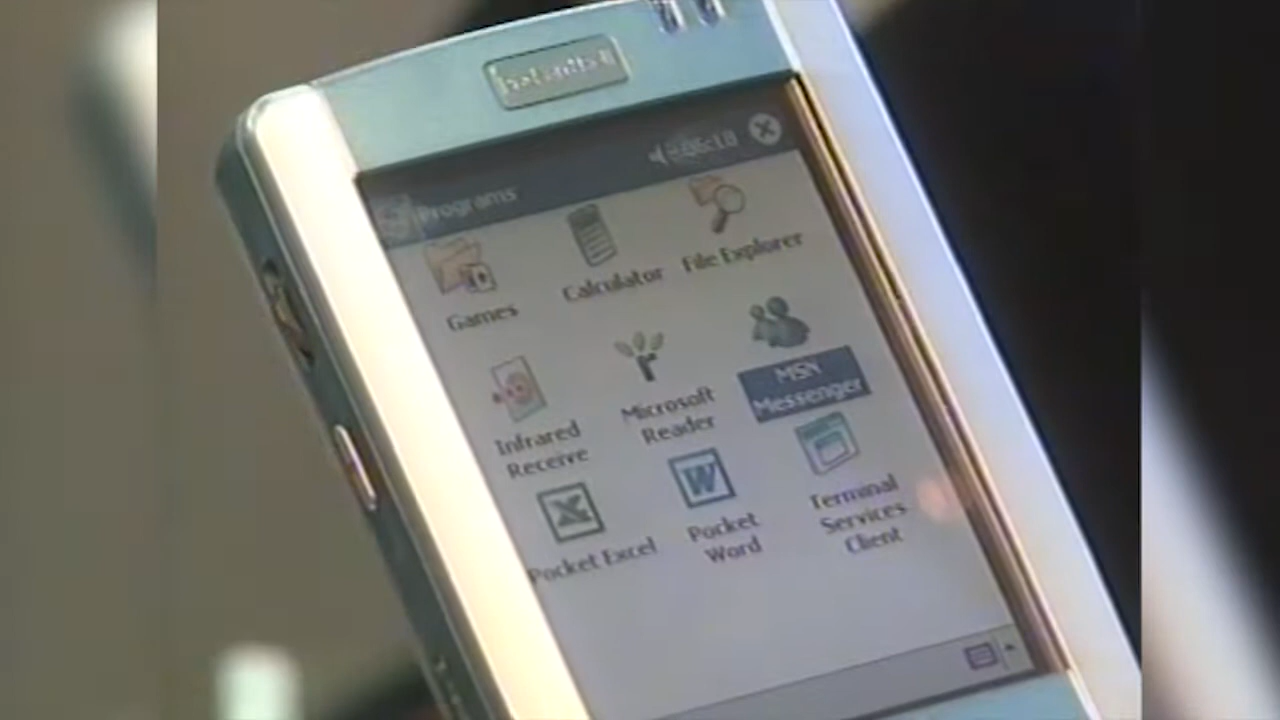 Programs
Games
Calculator
File Explorer
Infrared
Receive
Microsoft
Reader
MSN
Messenger
Pocket Excel
Pocket
Word
Terminal
Services
Client